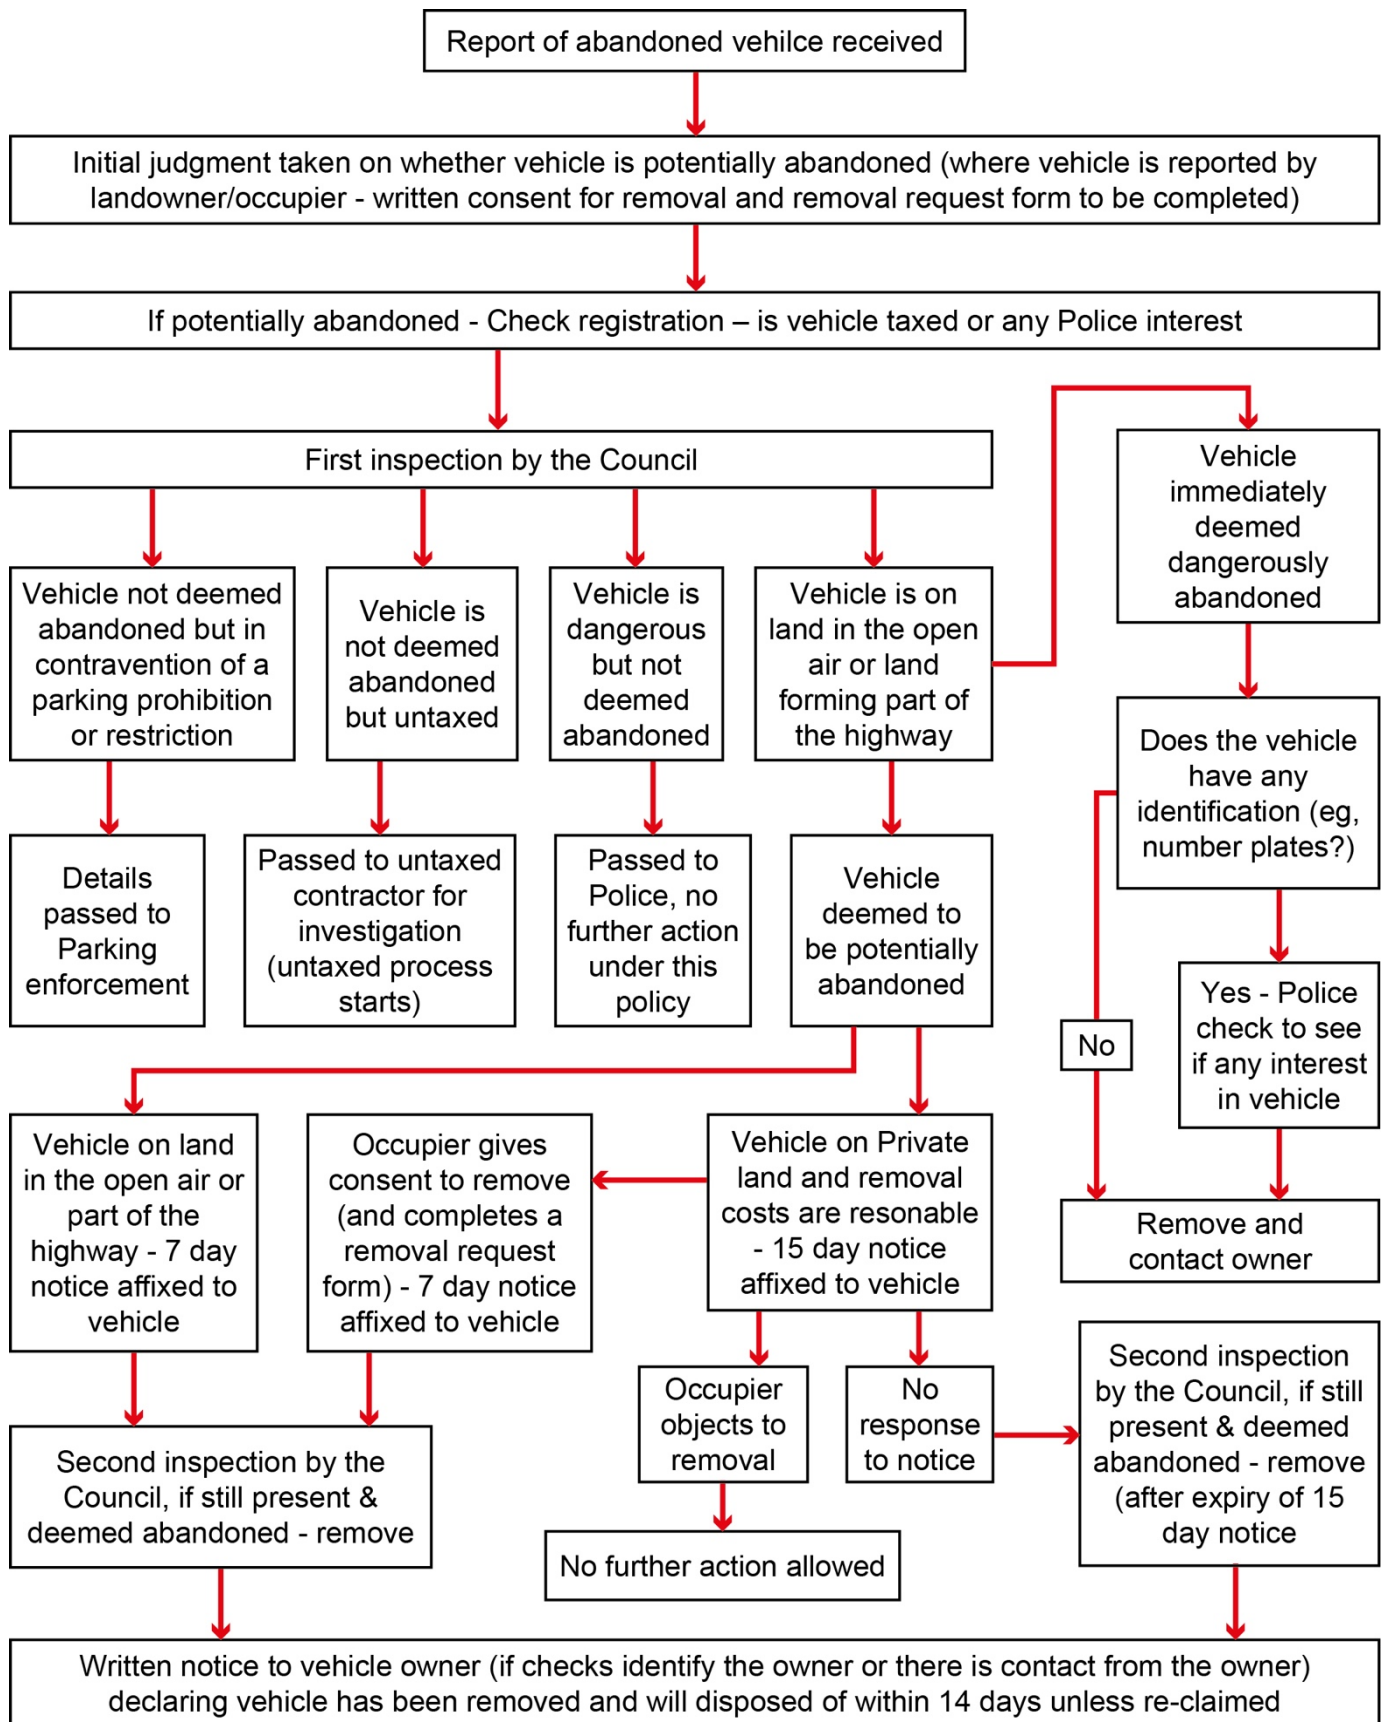 Report of abandoned vehilce received
Initial judgment taken on whether vehicle is potentially abandoned (where vehicle is reported by
landowner/occupier - written consent for removal and removal request form to be completed)
If potentially abandoned - Check registration – is vehicle taxed or any Police interest
First inspection by the Council
Vehicle
immediately
deemed
dangerously
abandoned
Vehicle not deemed
abandoned but in
contravention of a
parking prohibition
or restriction
Vehicle is
not deemed
abandoned
but untaxed
Vehicle is
dangerous
but not
deemed
abandoned
Vehicle is on
land in the open
air or land
forming part of
the highway
Does the vehicle
have any
identification (eg,
number plates?)
Details
passed to
Parking
enforcement
Passed to untaxed
contractor for
investigation
(untaxed process
starts)
Passed to
Police, no
further action
under this
policy
Vehicle
deemed to
be potentially
abandoned
No
Yes - Police
check to see
if any interest
in vehicle
Vehicle on land
in the open air or
part of the
highway - 7 day
notice affixed to
vehicle
Occupier gives
consent to remove
(and completes a
removal request
form) - 7 day notice
affixed to vehicle
Vehicle on Private
land and removal
costs are resonable
- 15 day notice
affixed to vehicle
Remove and
contact owner
Occupier
objects to
removal
No
response
to notice
Second inspection
by the Council, if still
present & deemed
abandoned - remove
(after expiry of 15
day notice
Second inspection by the
Council, if still present &
deemed abandoned - remove
No further action allowed
Written notice to vehicle owner (if checks identify the owner or there is contact from the owner)
declaring vehicle has been removed and will disposed of within 14 days unless re-claimed